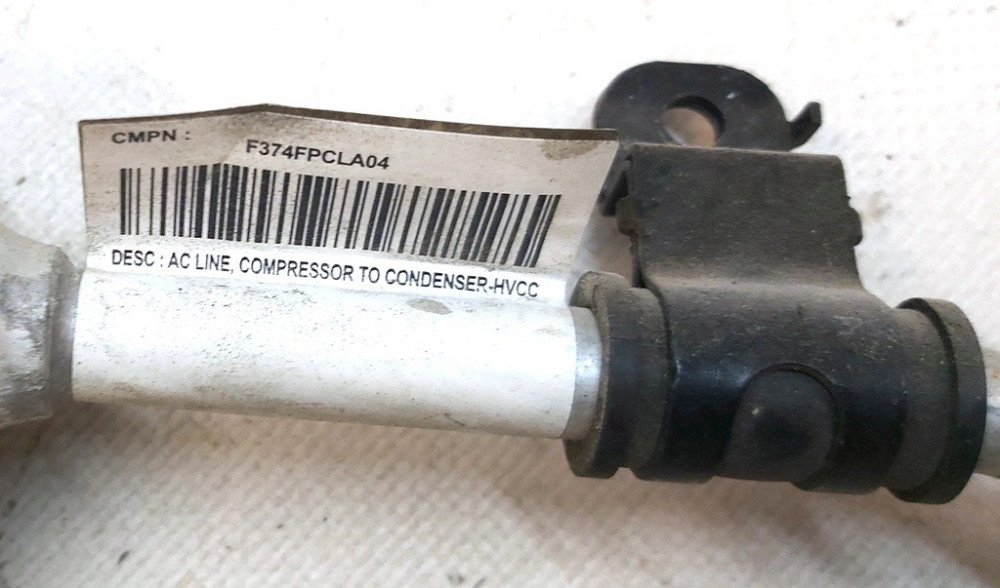 CMPN : F374FPCLA04
DESC : AC LINE, COMPRESSOR TO CONDENSER-HVCC